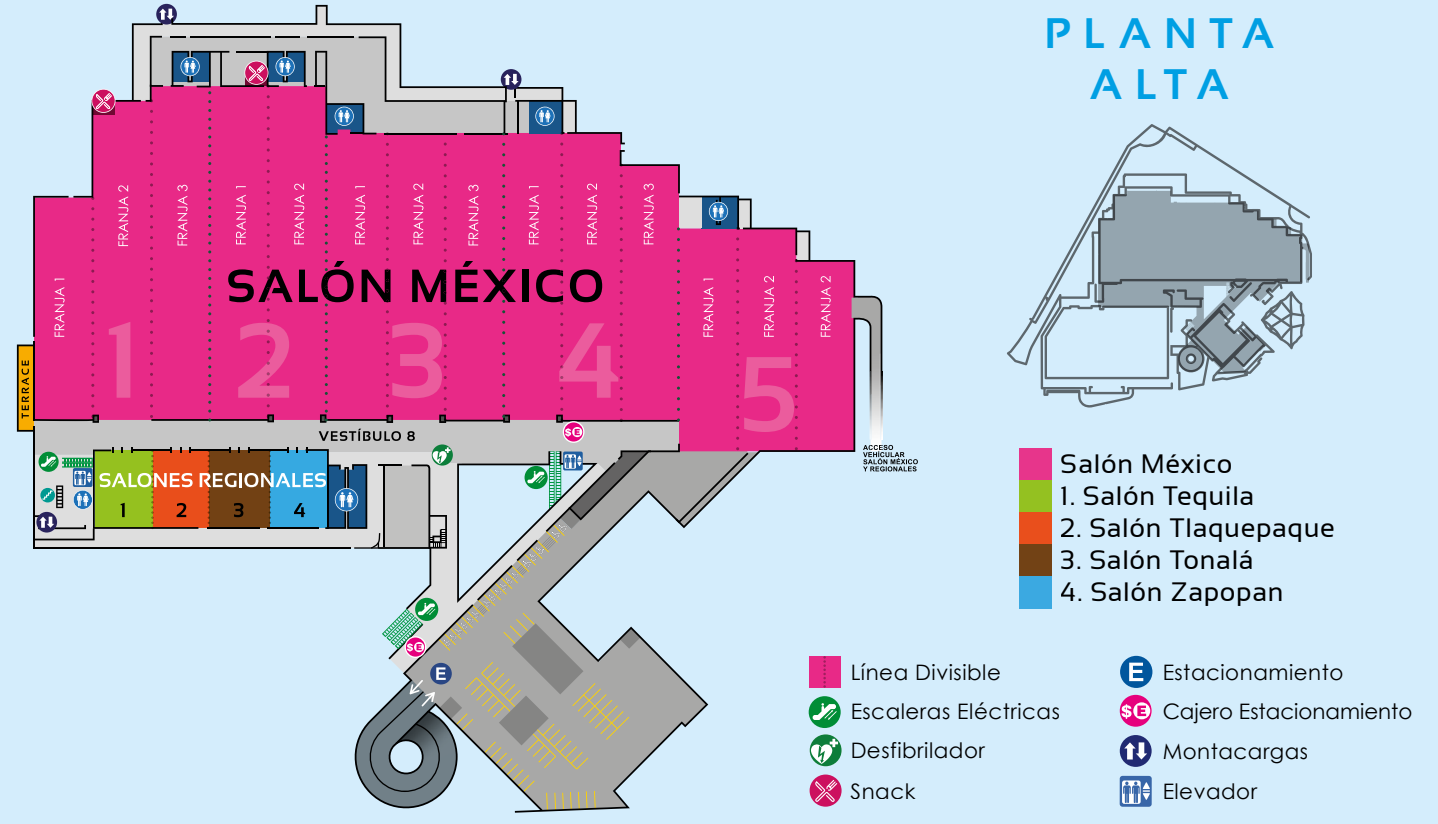 PLANTA
ALTA
FRANJA 1
FRANJA 2
FRANJA 3
FRANJA 1
FRANJA 2
FRANJA 1
FRANJA 2
FRANJA 3
FRANJA 1
FRANJA 2
FRANJA 3
FRANJA 1
FRANJA 2
FRANJA 2
SALÓN MÉXICO
1
2
3
4
5
TERRACE
VESTÍBULO 8
$E
ACCESO
VEHICULAR
SALÓN MÉXICO
Y REGIONALES
SALONES REGIONALES
1
2
3
4
$E
E
Salón México
1. Salón Tequila
2. Salón Tlaquepaque
3. Salón Tonalá
4. Salón Zapopan
Línea Divisible
Escaleras Eléctricas
Desfibrilador
Snack
E Estacionamiento
$E Cajero Estacionamiento
Montacargas
Elevador